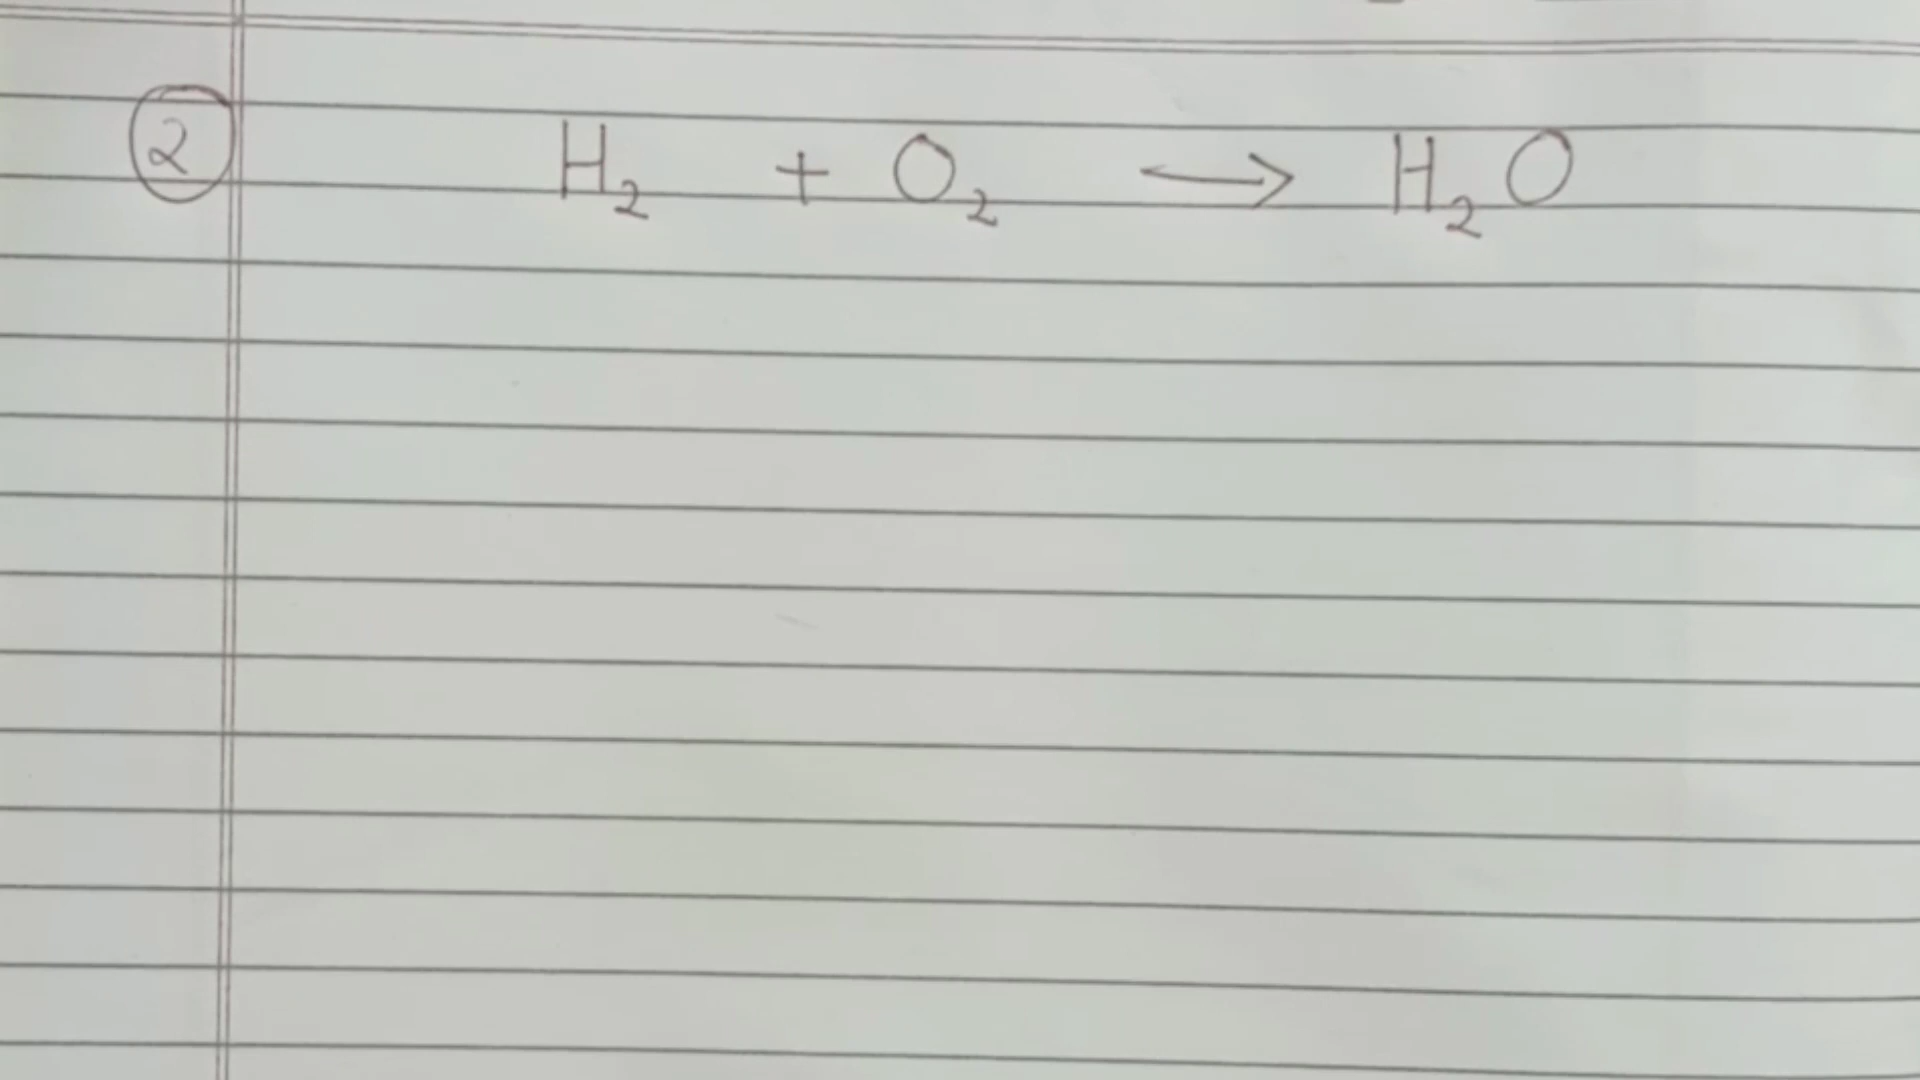 ② H₂ + O₂ → H₂O